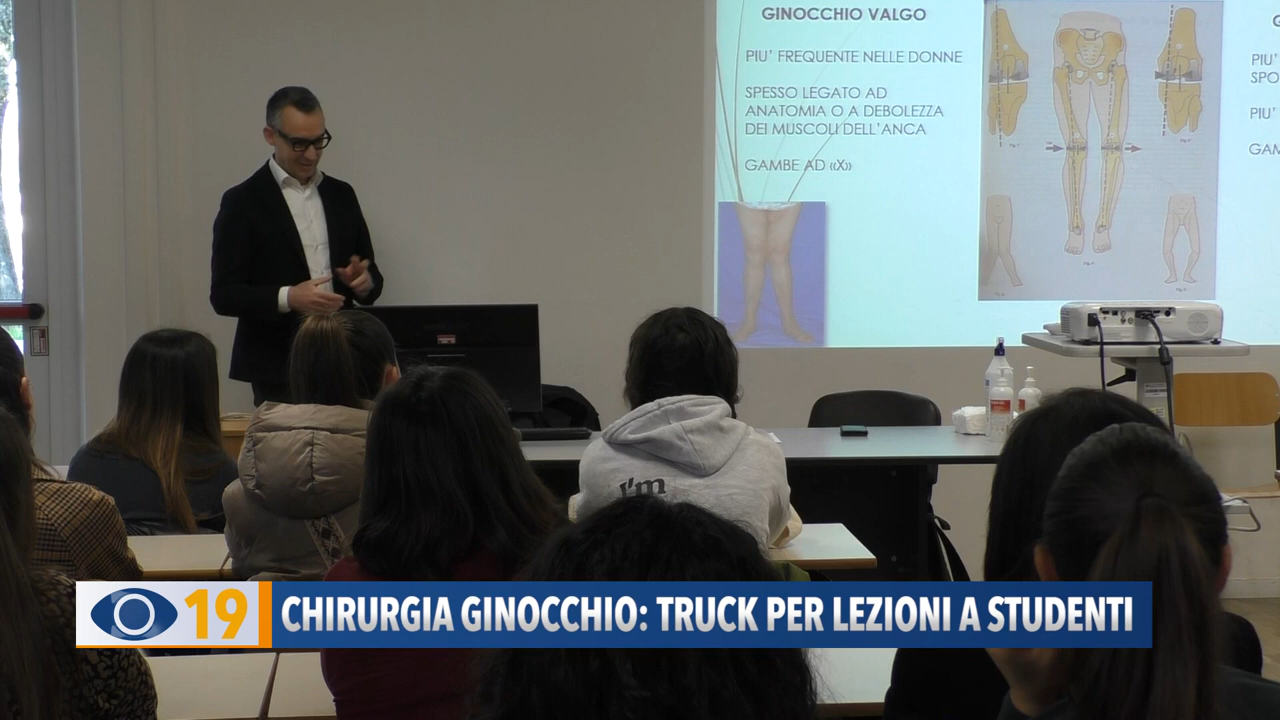 GINOCCHIO VALGO
PIU' FREQUENTE NELLE DONNE
SPESSO LEGATO AD
ANATOMIA O A DEBOLEZZA
DEI MUSCOLI DELL'ANCA
GAMBE AD «X»
PIU'
SPO
PIU'
GAM
I'm
19 CHIRURGIA GINOCCHIO: TRUCK PER LEZIONI A STUDENTI